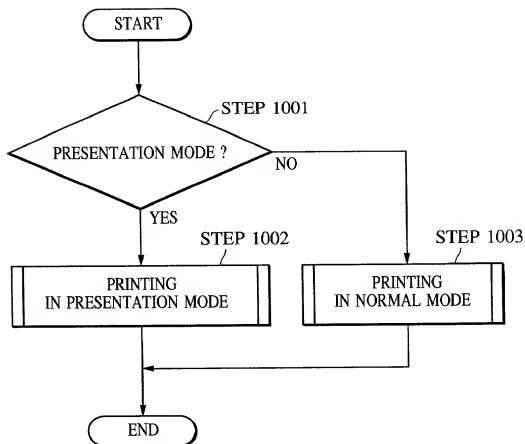 START
STEP 1001
PRESENTATION MODE ?
NO
YES
STEP 1002
PRINTING
IN PRESENTATION MODE
STEP 1003
PRINTING
IN NORMAL MODE
END